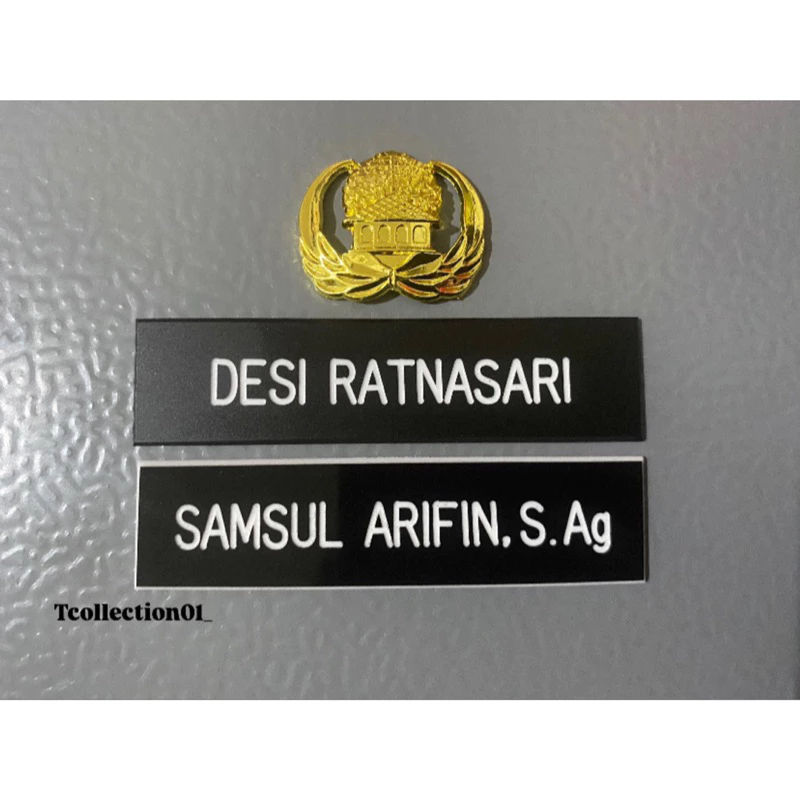 DESI RATNASARI
SAMSUL ARIFIN, S.Ag
Tcollection01_